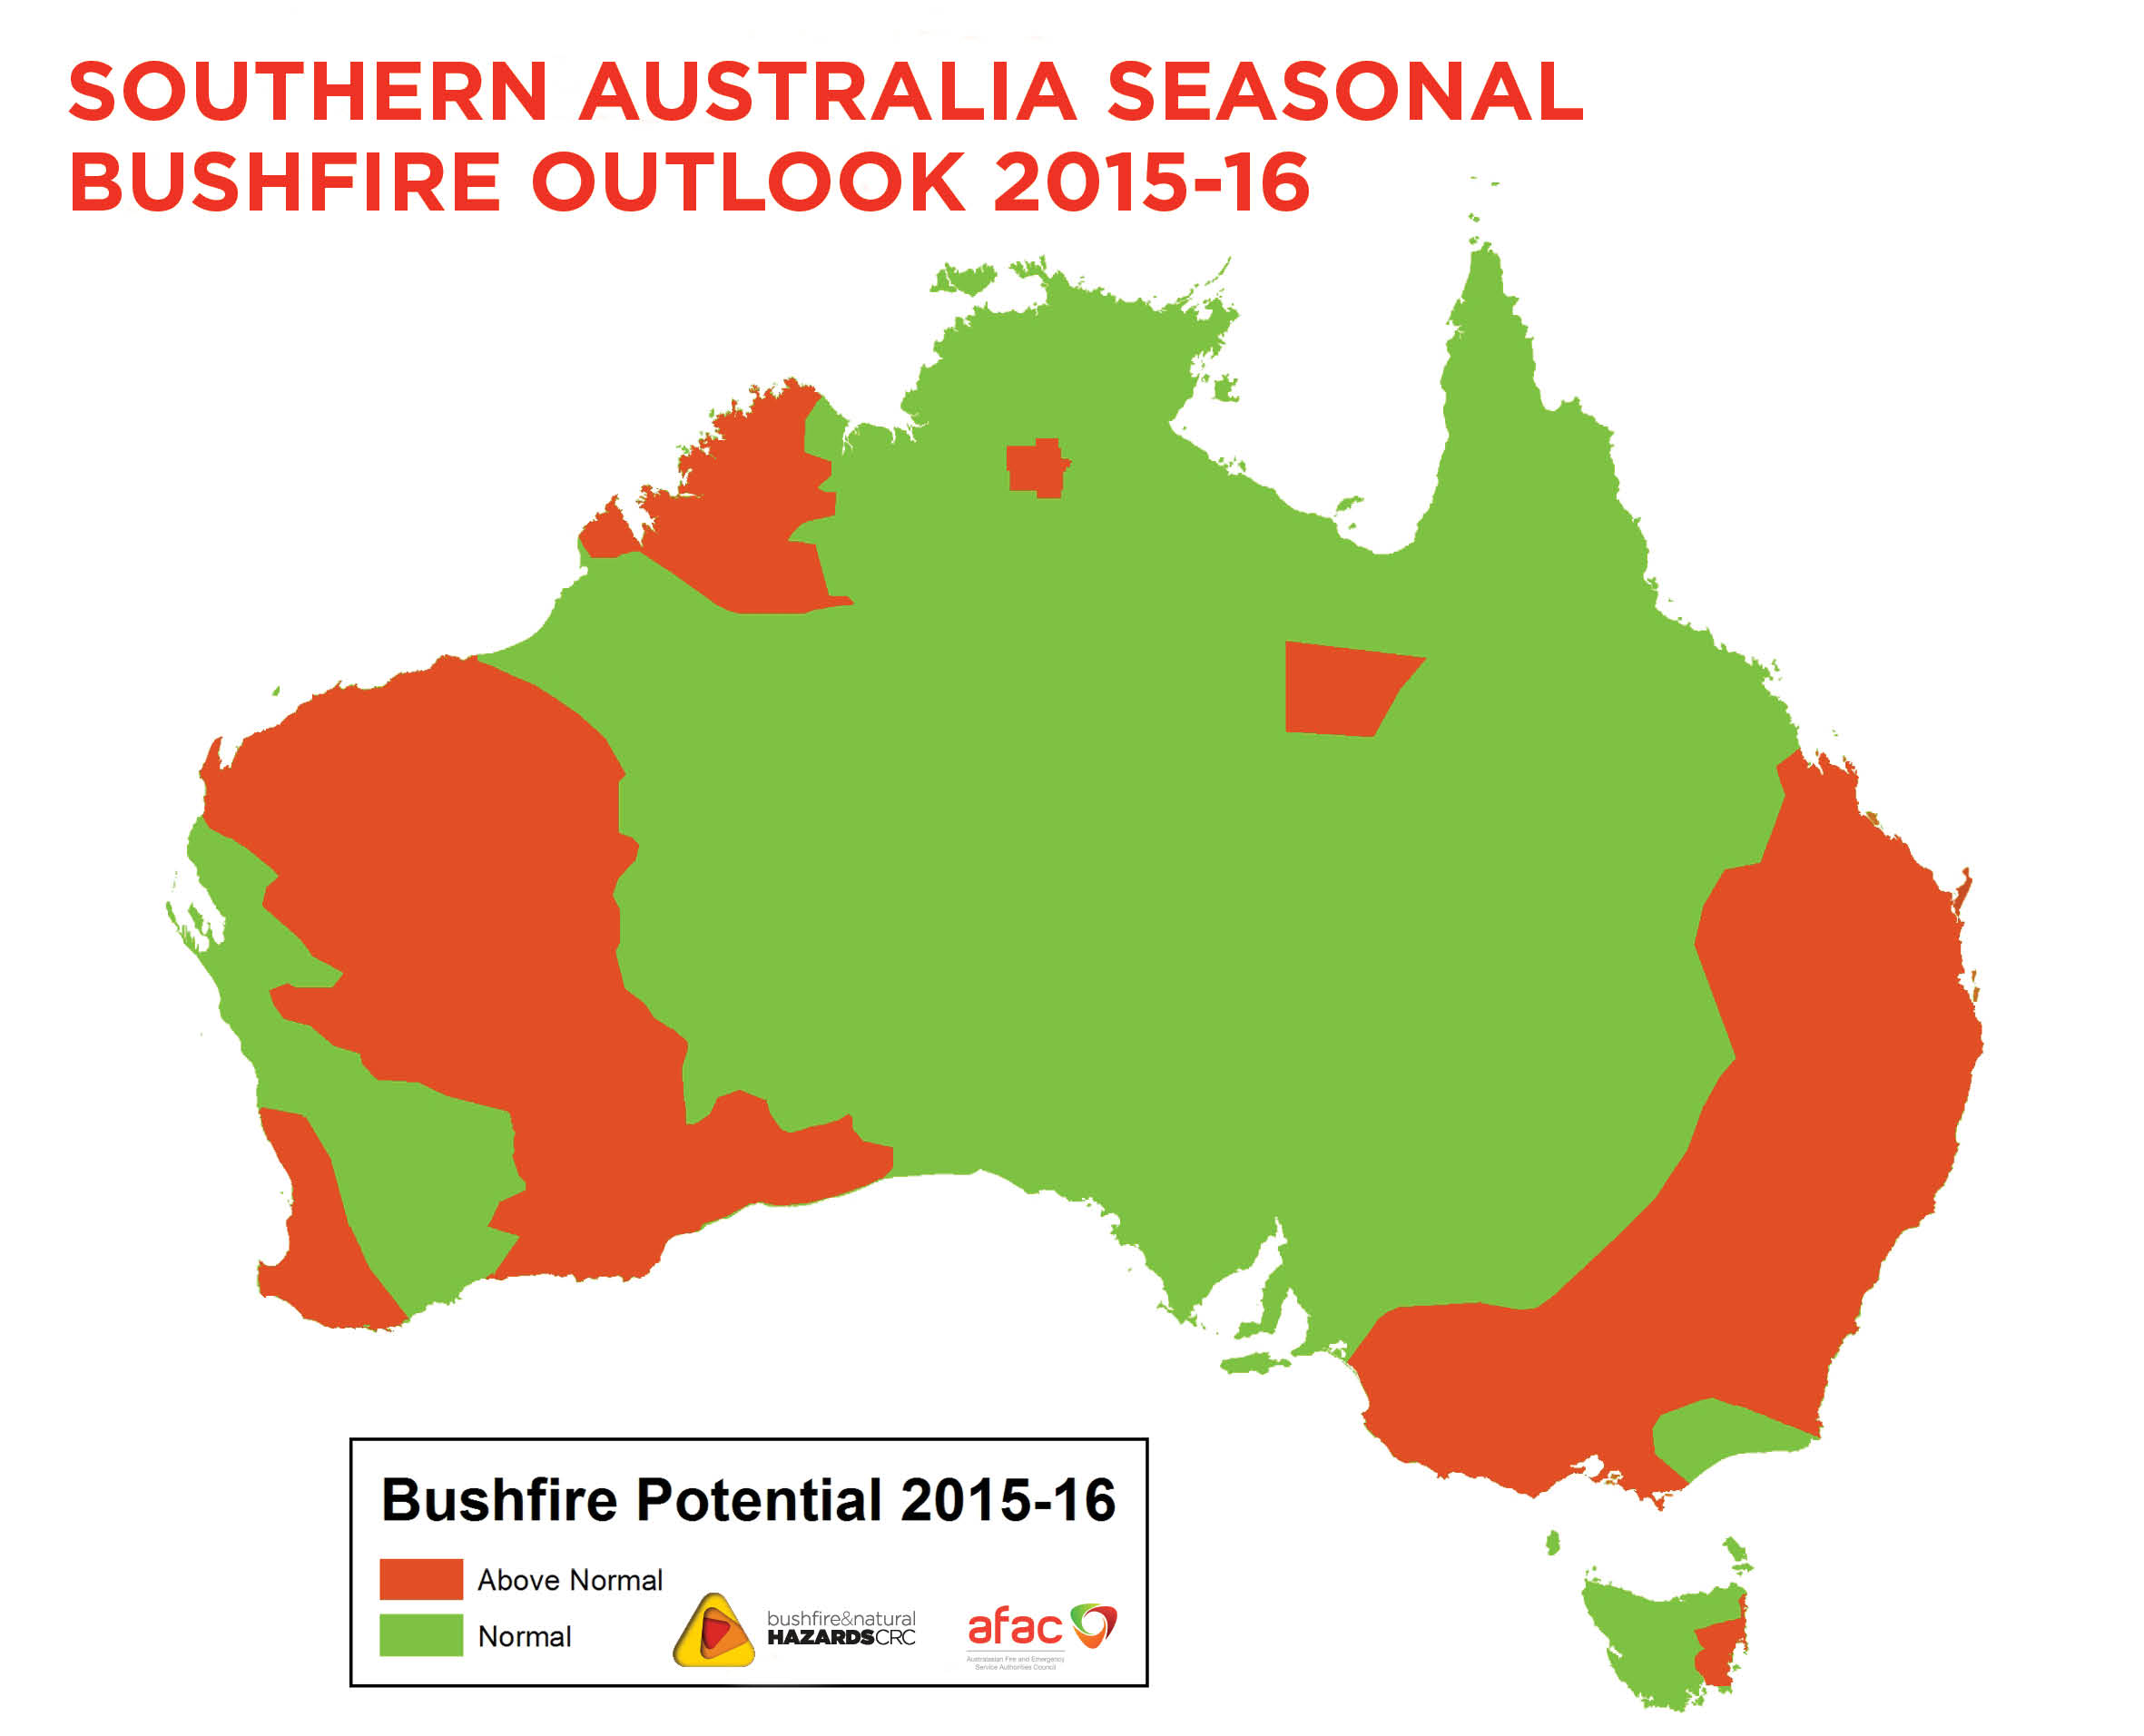 SOUTHERN AUSTRALIA SEASONAL
BUSHFIRE OUTLOOK 2015-16
Bushfire Potential 2015-16
Above Normal
Normal
bushfire&natural
HAZARDSCRC
afac
Australasian Fire and Emergency
Service Authorities Council